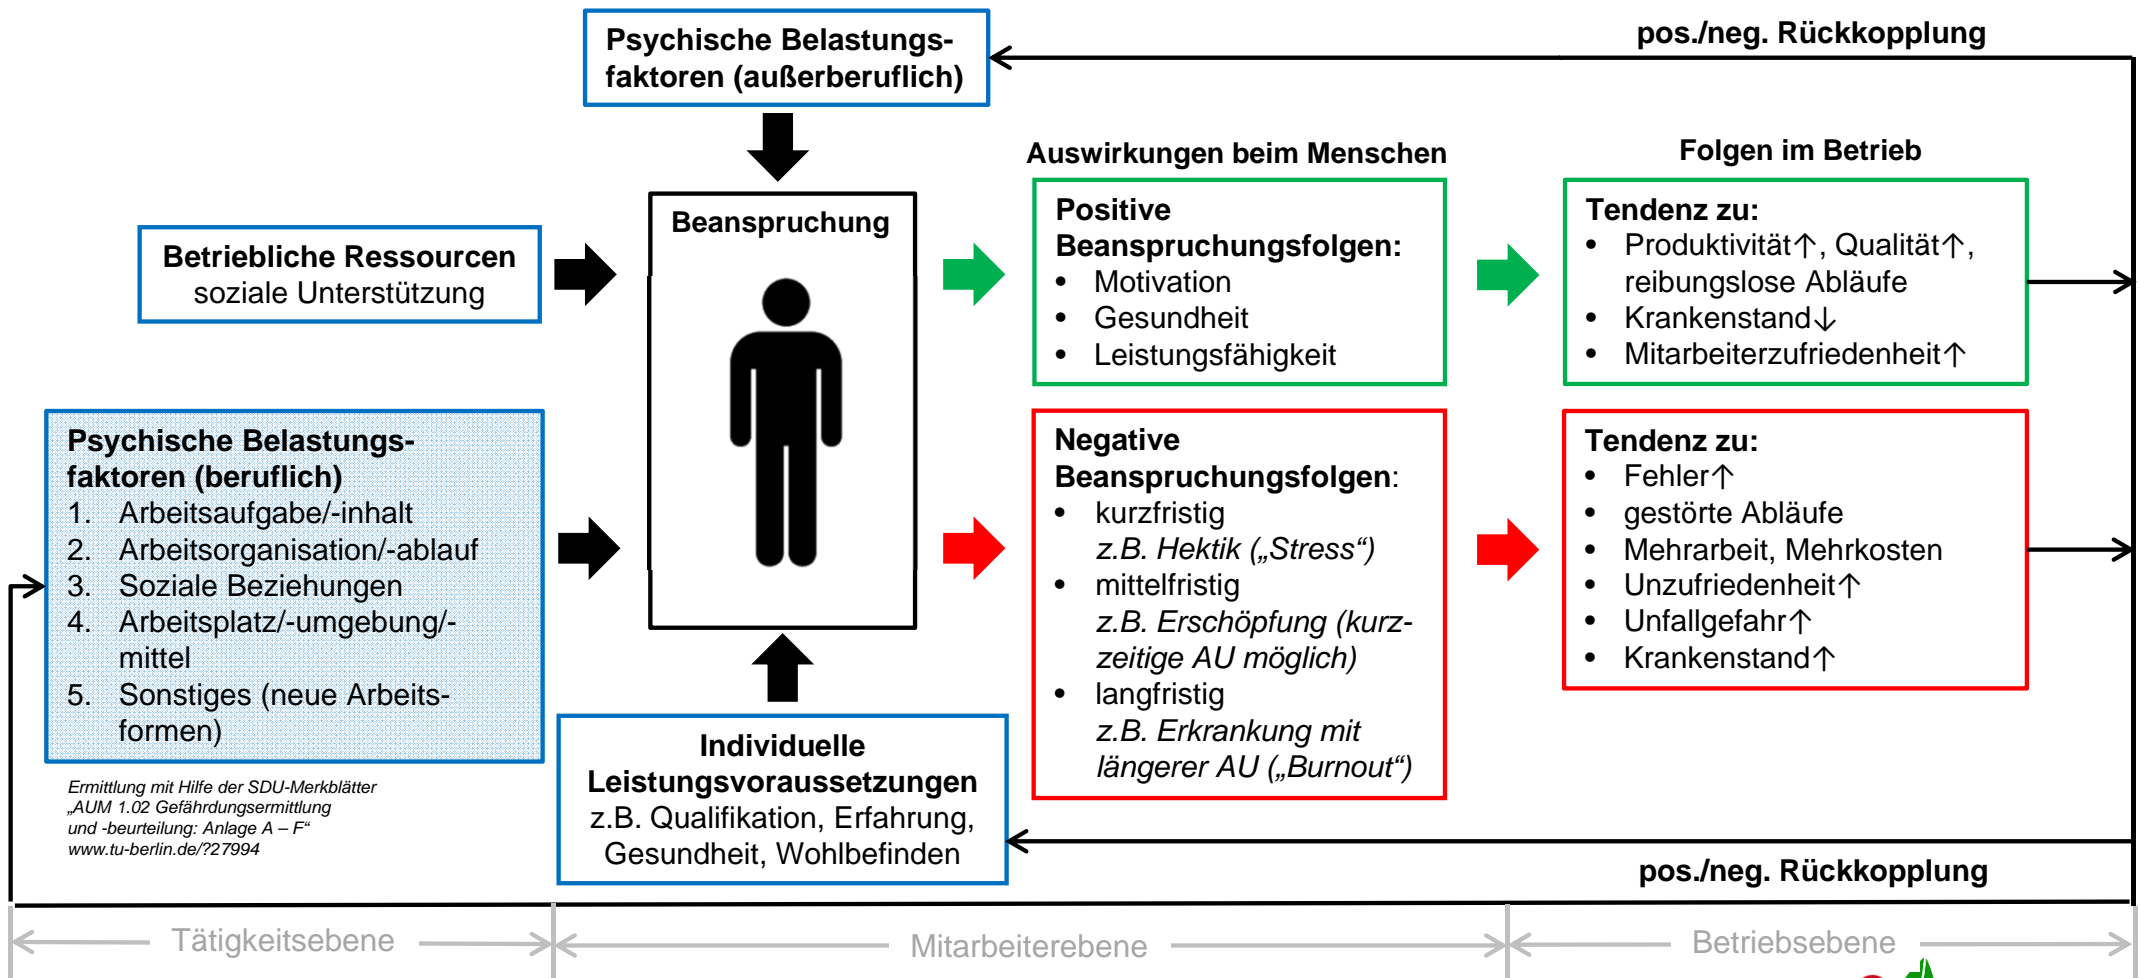 Psychische Belastungs-
faktoren (außerberuflich)
pos./neg. Rückkopplung
Auswirkungen beim Menschen
Folgen im Betrieb
Betriebliche Ressourcen
soziale Unterstützung
Beanspruchung
Positive
Beanspruchungsfolgen:
• Motivation
• Gesundheit
• Leistungsfähigkeit
Tendenz zu:
• Produktivität↑, Qualität↑,
reibungslose Abläufe
• Krankenstand↓
• Mitarbeiterzufriedenheit↑
Psychische Belastungs-
faktoren (beruflich)
1. Arbeitsaufgabe/-inhalt
2. Arbeitsorganisation/-ablauf
3. Soziale Beziehungen
4. Arbeitsplatz/-umgebung/-
mittel
5. Sonstiges (neue Arbeits-
formen)
Negative
Beanspruchungsfolgen:
• kurzfristig
z.B. Hektik („Stress“)
• mittelfristig
z.B. Erschöpfung (kurz-
zeitige AU möglich)
• langfristig
z.B. Erkrankung mit
längerer AU („Burnout“)
Tendenz zu:
• Fehler↑
• gestörte Abläufe
• Mehrarbeit, Mehrkosten
• Unzufriedenheit↑
• Unfallgefahr↑
• Krankenstand↑
Individuelle
Leistungsvoraussetzungen
z.B. Qualifikation, Erfahrung,
Gesundheit, Wohlbefinden
Ermittlung mit Hilfe der SDU-Merkblätter
„AUM 1.02 Gefährdungsermittlung
und -beurteilung: Anlage A – F“
www.tu-berlin.de/?27994
pos./neg. Rückkopplung
Tätigkeitsebene
Mitarbeiterebene
Betriebsebene